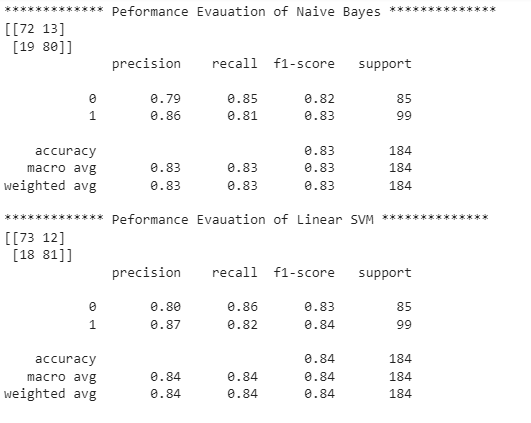 ************* Peformance Evauation of Naive Bayes **************
[[72 13]
 [19 80]]
              precision    recall  f1-score   support

           0       0.79      0.85      0.82        85
           1       0.86      0.81      0.83        99

    accuracy                           0.83       184
   macro avg       0.83      0.83      0.83       184
weighted avg       0.83      0.83      0.83       184

************* Peformance Evauation of Linear SVM **************
[[73 12]
 [18 81]]
              precision    recall  f1-score   support

           0       0.80      0.86      0.83        85
           1       0.87      0.82      0.84        99

    accuracy                           0.84       184
   macro avg       0.84      0.84      0.84       184
weighted avg       0.84      0.84      0.84       184